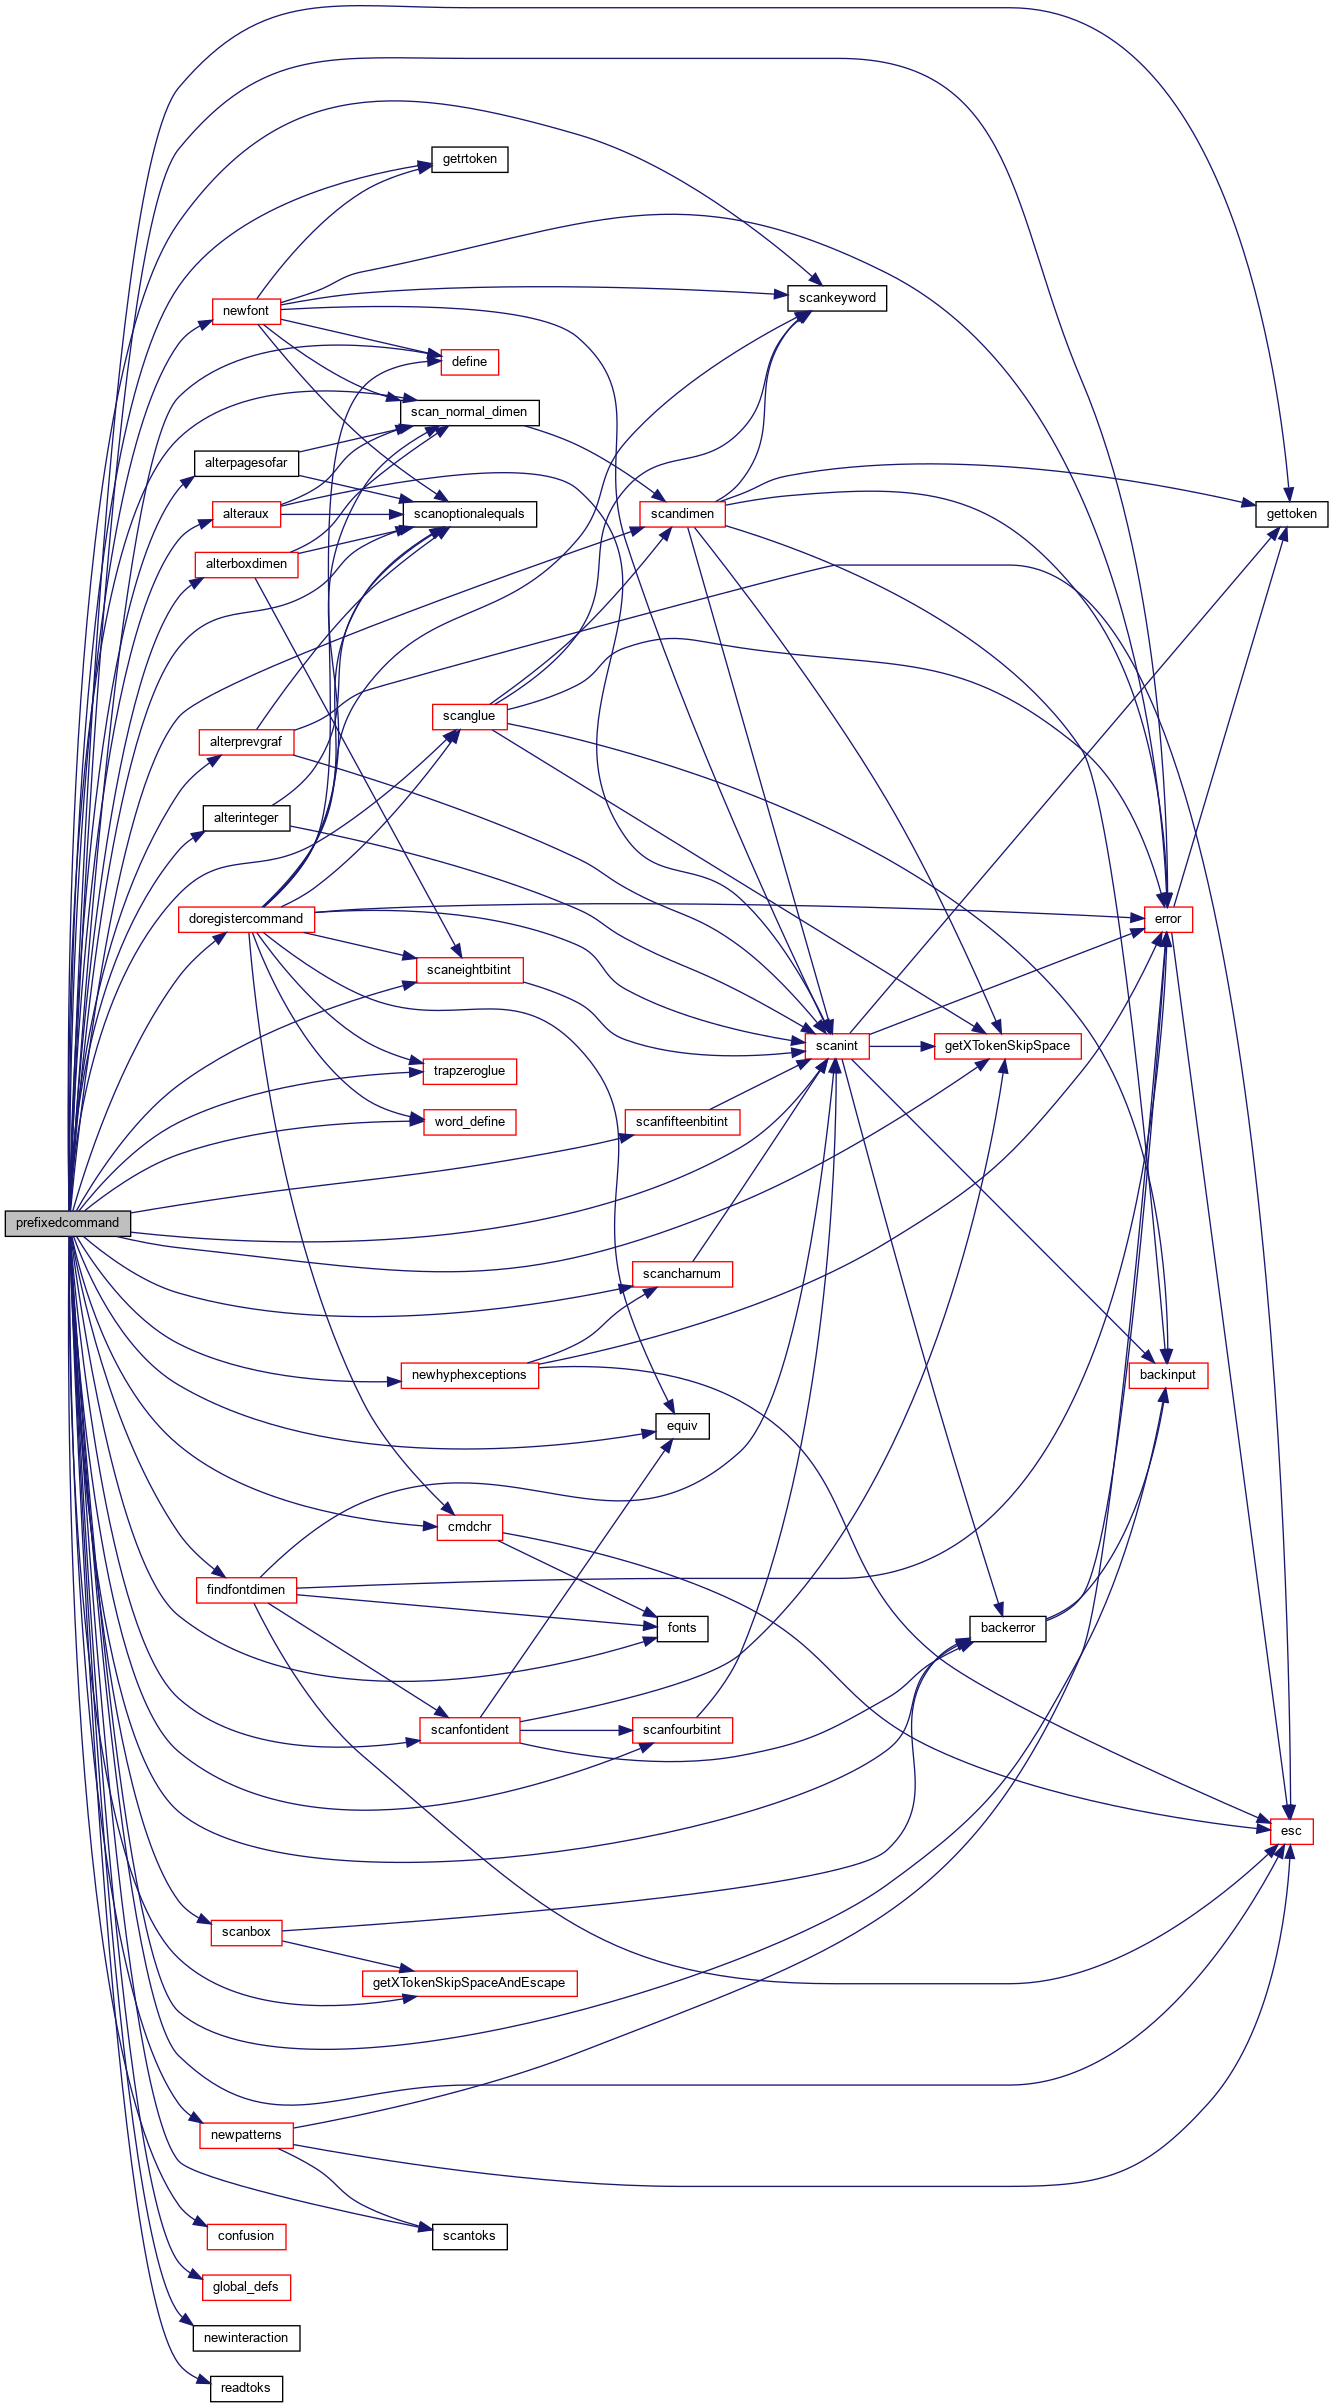 getrtoken
scankeyword
newfont
define
scan_normal_dimen
alterpagesofar
alteraux
scanoptionalequals
scandimen
gettoken
alterboxdimen
scanglue
alterprevgraf
alterinteger
doregistercommand
error
scaneightbitint
scanint
getXTokenSkipSpace
trapzeroglue
word_define
scanfifteenbitint
prefixedcommand
scancharnum
newhyphexceptions
backinput
equiv
cmdchr
findfontdimen
fonts
backerror
scanfontident
scanfourbitint
esc
scanbox
getXTokenSkipSpaceAndEscape
newpatterns
confusion
scantoks
global_defs
newinteraction
readtoks